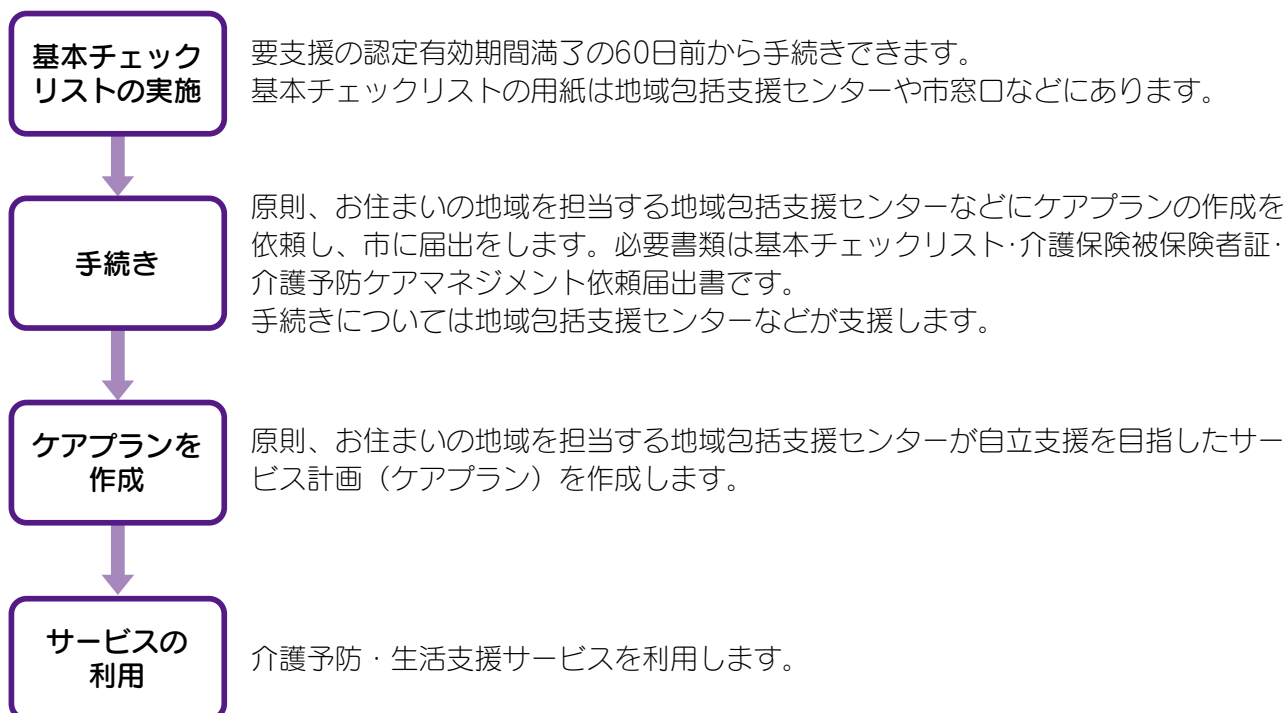 基本チェック
リストの実施
要支援の認定有効期間満了の60日前から手続きできます。
基本チェックリストの用紙は地域包括支援センターや市窓口などにあります。
手続き
原則、お住まいの地域を担当する地域包括支援センターなどにケアプランの作成を
依頼し、市に届出をします。必要書類は基本チェックリスト･介護保険被保険者証･
介護予防ケアマネジメント依頼届出書です。
手続きについては地域包括支援センターなどが支援します。
ケアプランを
作成
原則、お住まいの地域を担当する地域包括支援センターが自立支援を目指したサー
ビス計画（ケアプラン）を作成します。
サービスの
利用
介護予防・生活支援サービスを利用します。